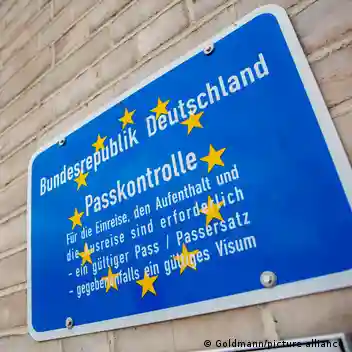 Bundesrepublik Deutschland
Passkontrolle
Für die Einreise, den Aufenthalt und
die Ausreise sind erforderlich
- ein gültiger Pass / Passersatz
- gegebenenfalls ein gültiges Visum
© Goldmann/picture-alliance